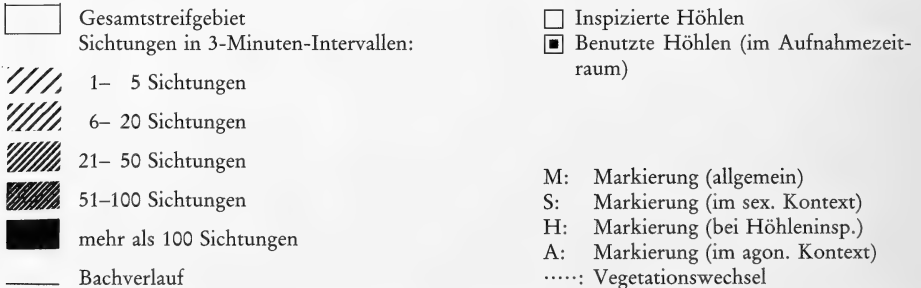 Gesamtstreifgebiet
Sichtungen in 3-Minuten-Intervallen:
1– 5 Sichtungen
6– 20 Sichtungen
21– 50 Sichtungen
51–100 Sichtungen
mehr als 100 Sichtungen
Bachverlauf
Inspizierte Höhlen
Benutzte Höhlen (im Aufnahmezeit-
raum)
M: Markierung (allgemein)
S: Markierung (im sex. Kontext)
H: Markierung (bei Höhleninsp.)
A: Markierung (im agon. Kontext)
·····: Vegetationswechsel